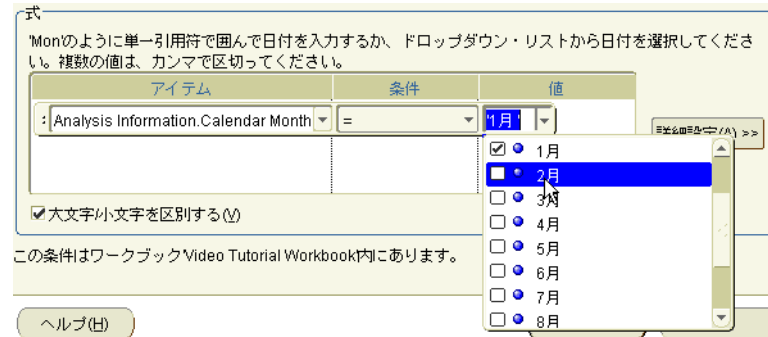 式
'Mon'のように単一引用符で囲んで日付を入力するか、ドロップダウン・リストから日付を選択してくださ
い。複数の値は、カンマで区切ってください。
アイテム 条件 値
: Analysis Information.Calendar Month = '1月'
詳細設定(A) >>
1月
2月
3月
4月
5月
6月
7月
8月
大文字/小文字を区別する(V)
この条件はワークブック'Video Tutorial Workbook'内にあります。
ヘルプ(H)